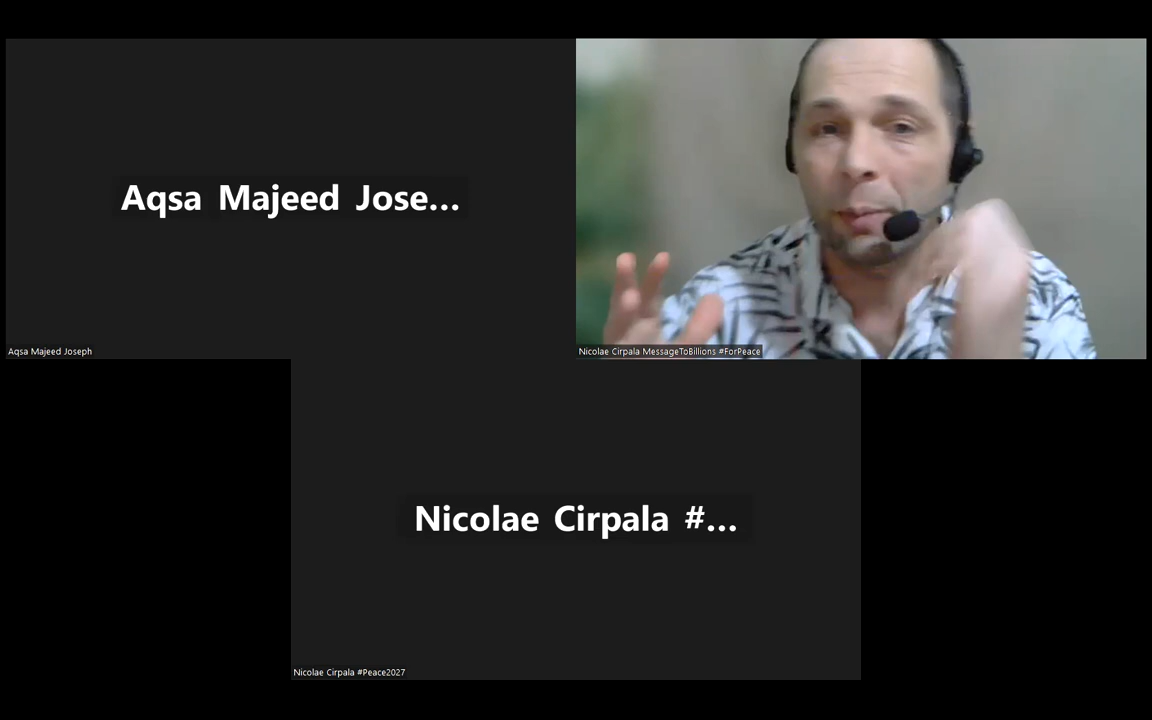 Aqsa Majeed Jose...
Aqsa Majeed Joseph
Nicolae Cirpala MessageToBillions #ForPeace
Nicolae Cirpala #...
Nicolae Cirpala #Peace2027